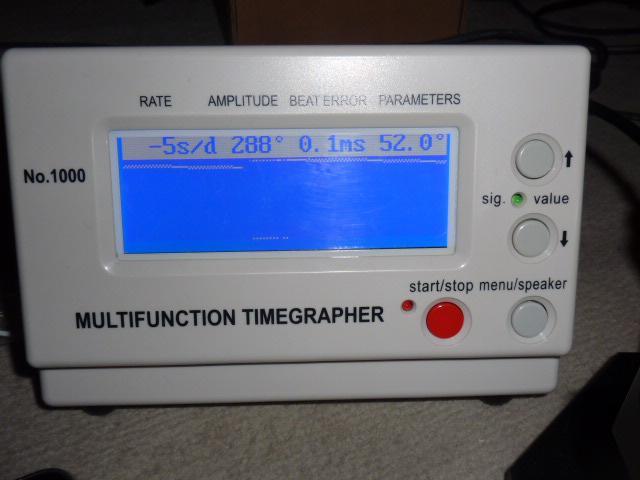 RATE AMPLITUDE BEAT ERROR PARAMETERS
-5s/d 288° 0.1ms 52.0°
No.1000
sig. value
start/stop menu/speaker
MULTIFUNCTION TIMEGRAPHER